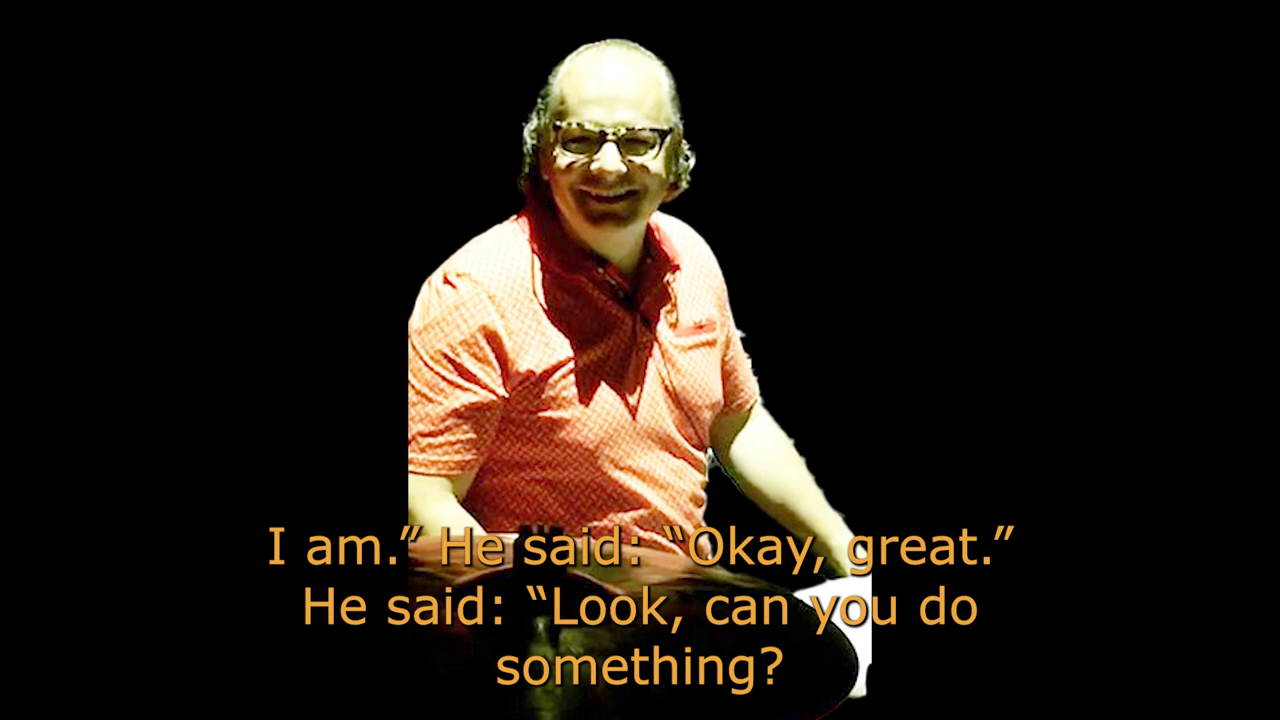 I am.” He said: “Okay, great.”
He said: “Look, can you do
something?